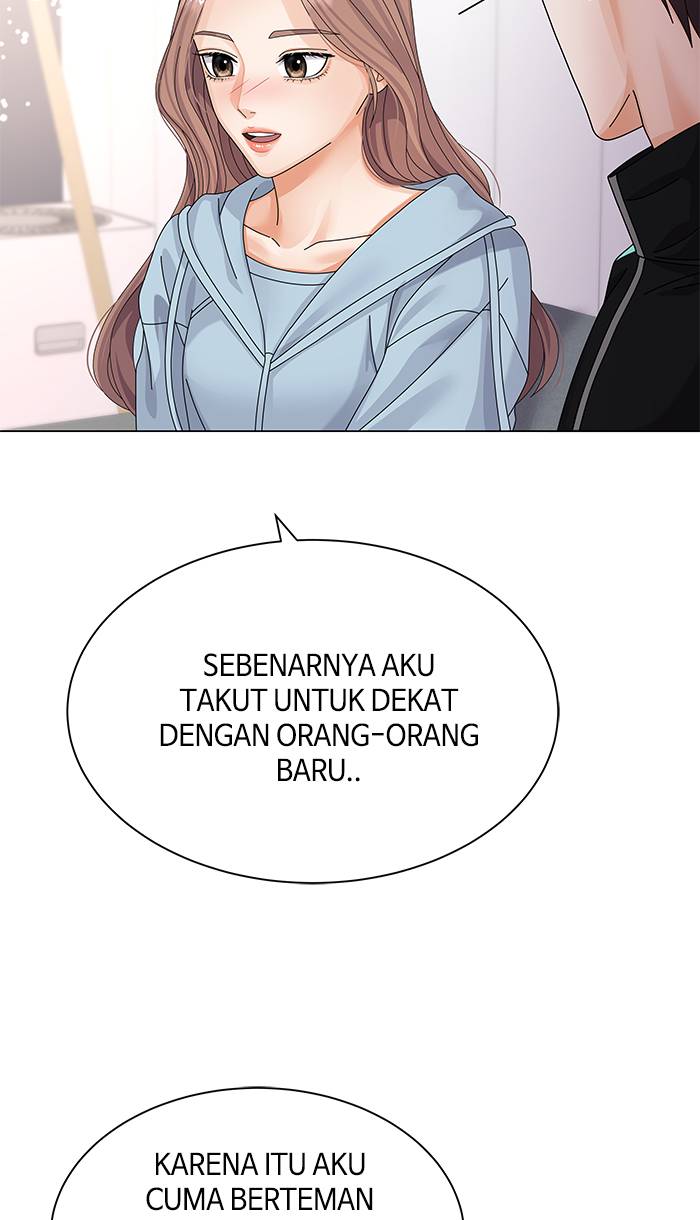 SEBENARNYA AKU
TAKUT UNTUK DEKAT
DENGAN ORANG-ORANG
BARU..
KARENA ITU AKU
CUMA BERTEMAN